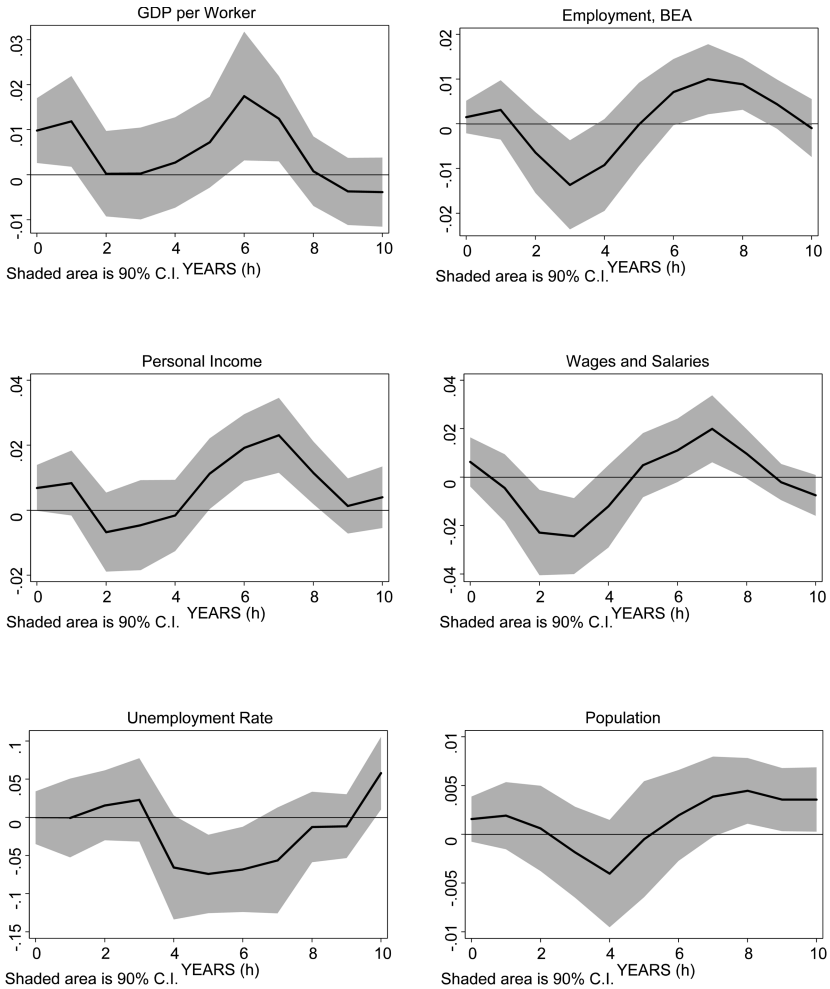 GDP per Worker
.03
.02
.01
0
-.01
0 2 4 6 8 10
YEARS (h)
Shaded area is 90% C.I.
Employment, BEA
.02
.01
0
-.01
-.02
0 2 4 6 8 10
YEARS (h)
Shaded area is 90% C.I.
Personal Income
.04
.02
0
-.02
0 2 4 6 8 10
YEARS (h)
Shaded area is 90% C.I.
Wages and Salaries
.04
.02
0
-.02
-.04
0 2 4 6 8 10
YEARS (h)
Shaded area is 90% C.I.
Unemployment Rate
.1
.05
0
-.05
-.1
-.15
0 2 4 6 8 10
YEARS (h)
Shaded area is 90% C.I.
Population
.01
.005
0
-.005
-.01
0 2 4 6 8 10
YEARS (h)
Shaded area is 90% C.I.